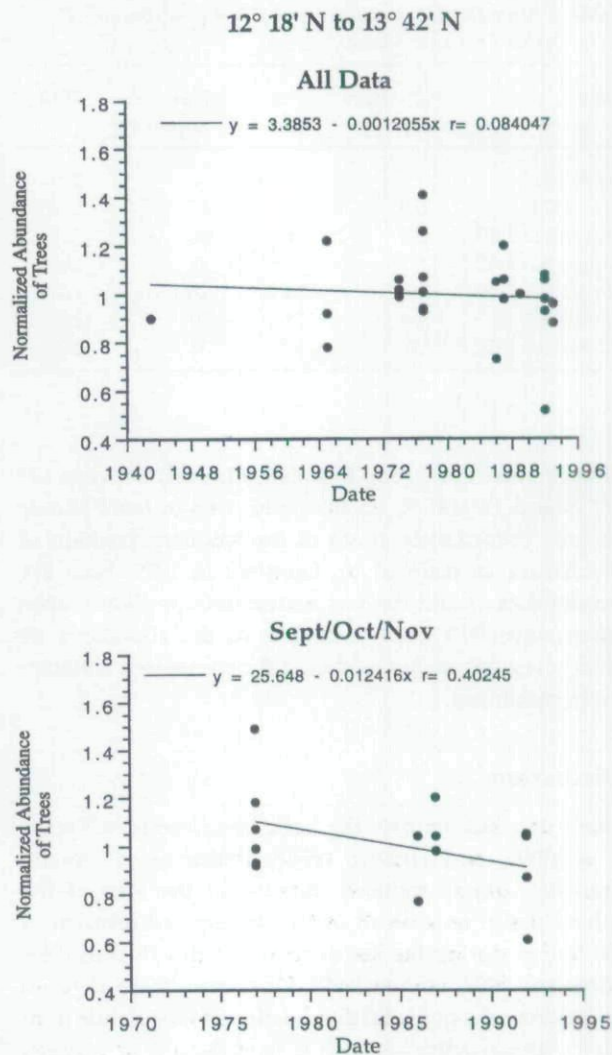 12° 18' N to 13° 42' N
All Data
1.8
y = 3.3853 - 0.0012055x r= 0.084047
1.6
1.4
1.2
1
0.8
0.6
0.4
Normalized Abundance
of Trees
1940 1948 1956 1964 1972 1980 1988 1996
Date
Sept/Oct/Nov
1.8
y = 25.648 - 0.012416x r= 0.40245
1.6
1.4
1.2
1
0.8
0.6
0.4
Normalized Abundance
of Trees
1970 1975 1980 1985 1990 1995
Date